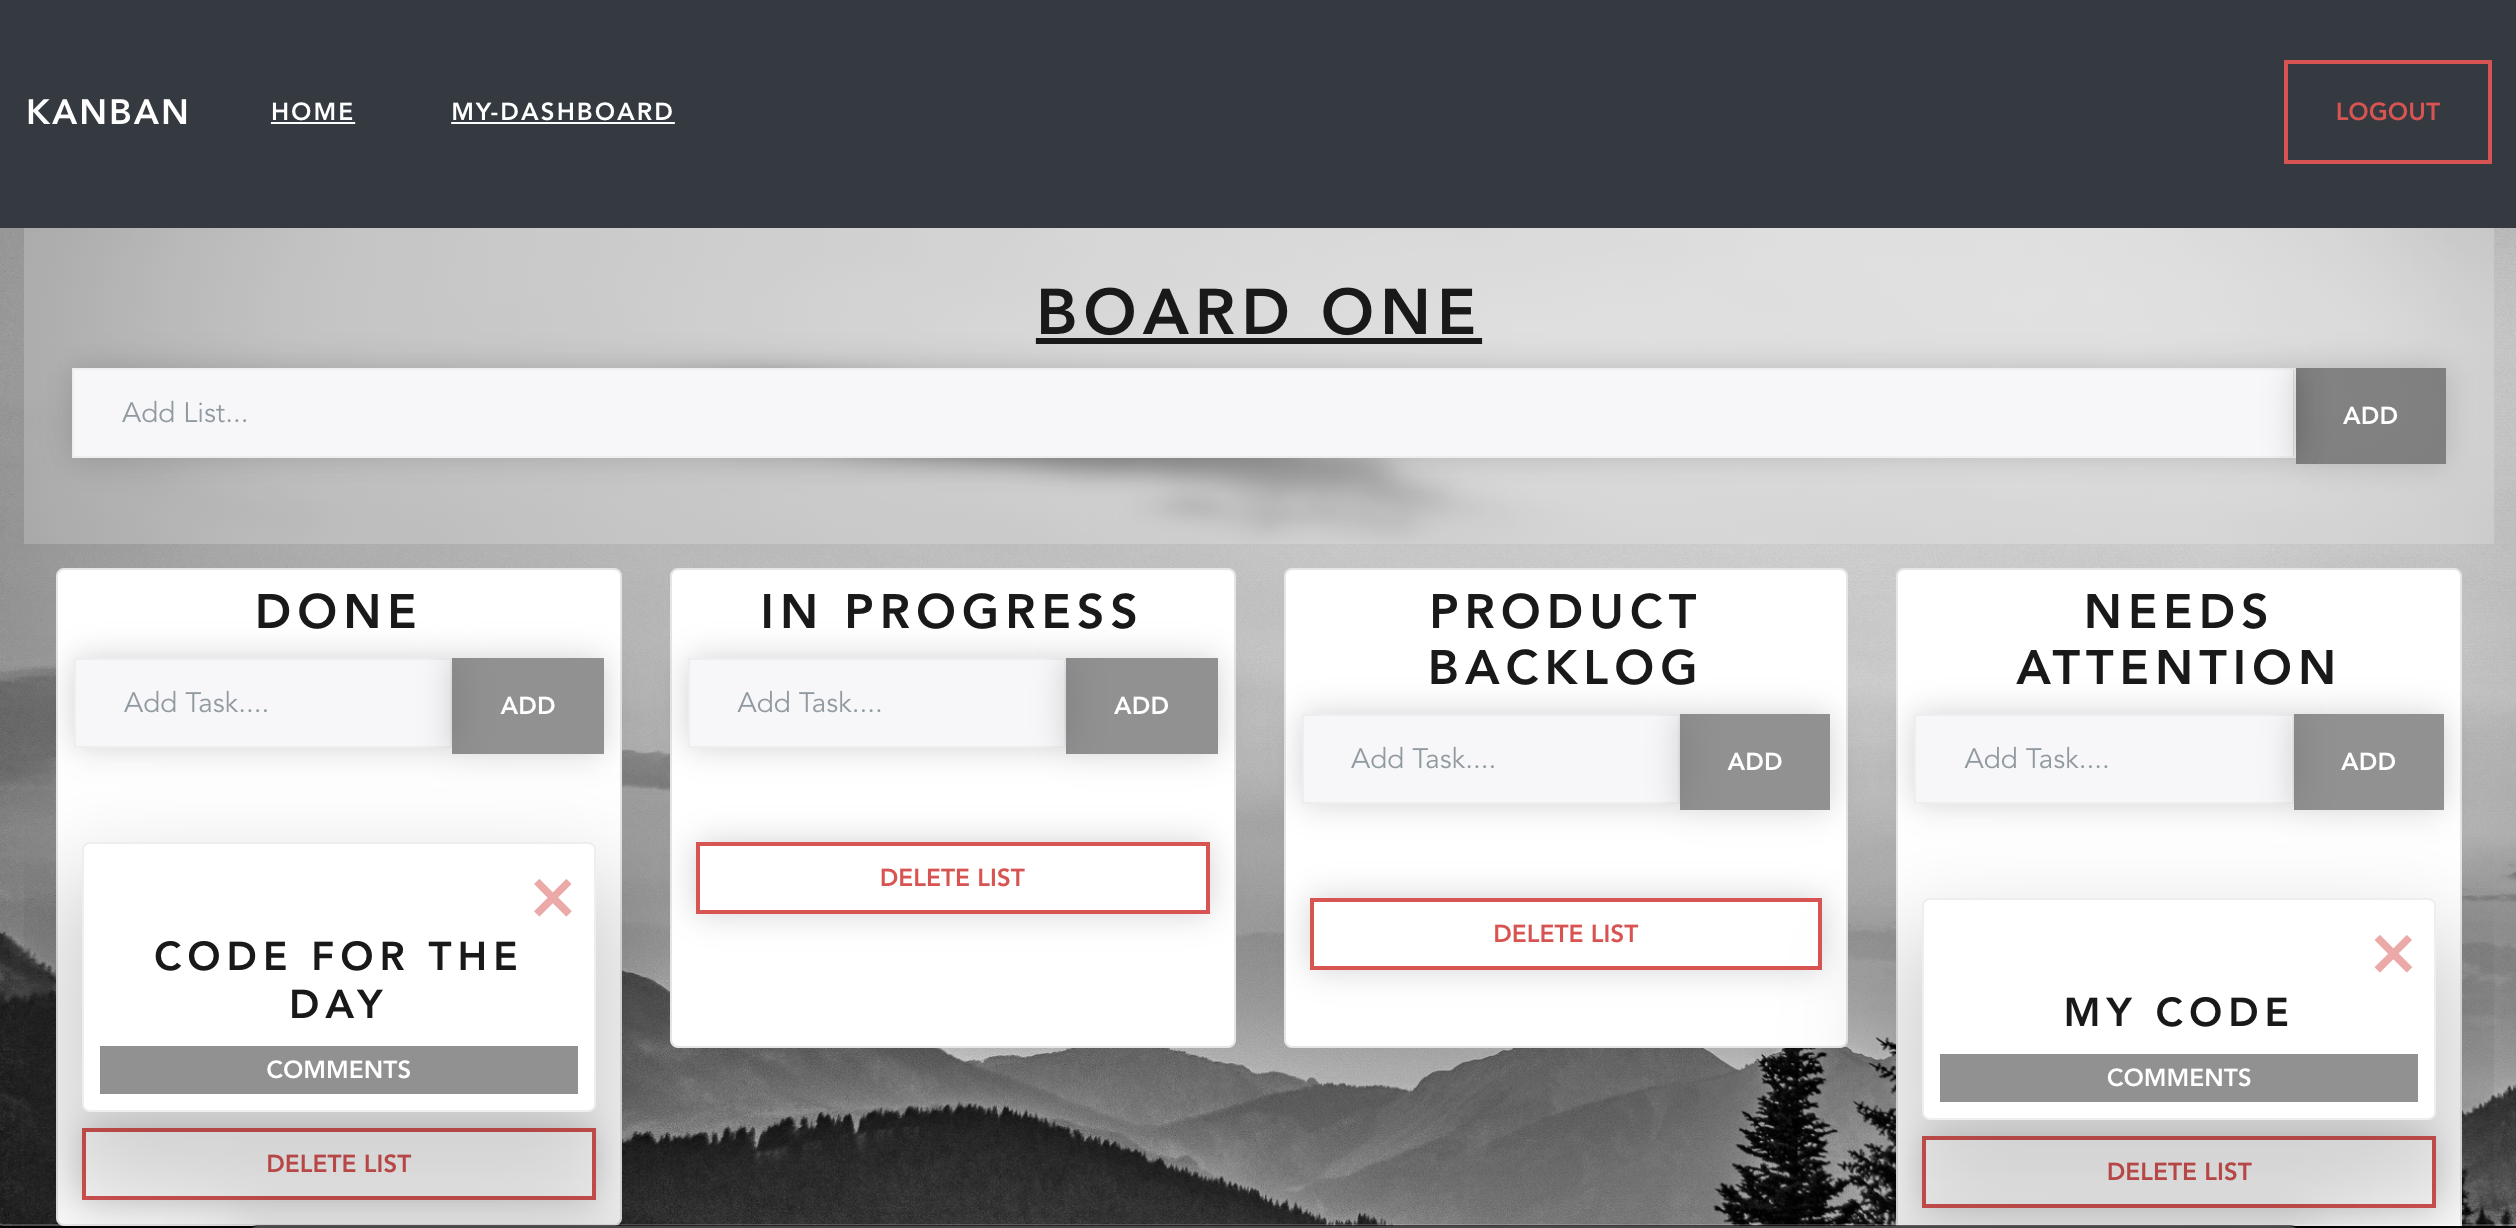 KANBAN
HOME
MY-DASHBOARD
LOGOUT
BOARD ONE
Add List...
ADD
DONE
Add Task....
ADD
CODE FOR THE
DAY
COMMENTS
DELETE LIST
IN PROGRESS
Add Task....
ADD
DELETE LIST
PRODUCT
BACKLOG
Add Task....
ADD
DELETE LIST
NEEDS
ATTENTION
Add Task....
ADD
MY CODE
COMMENTS
DELETE LIST